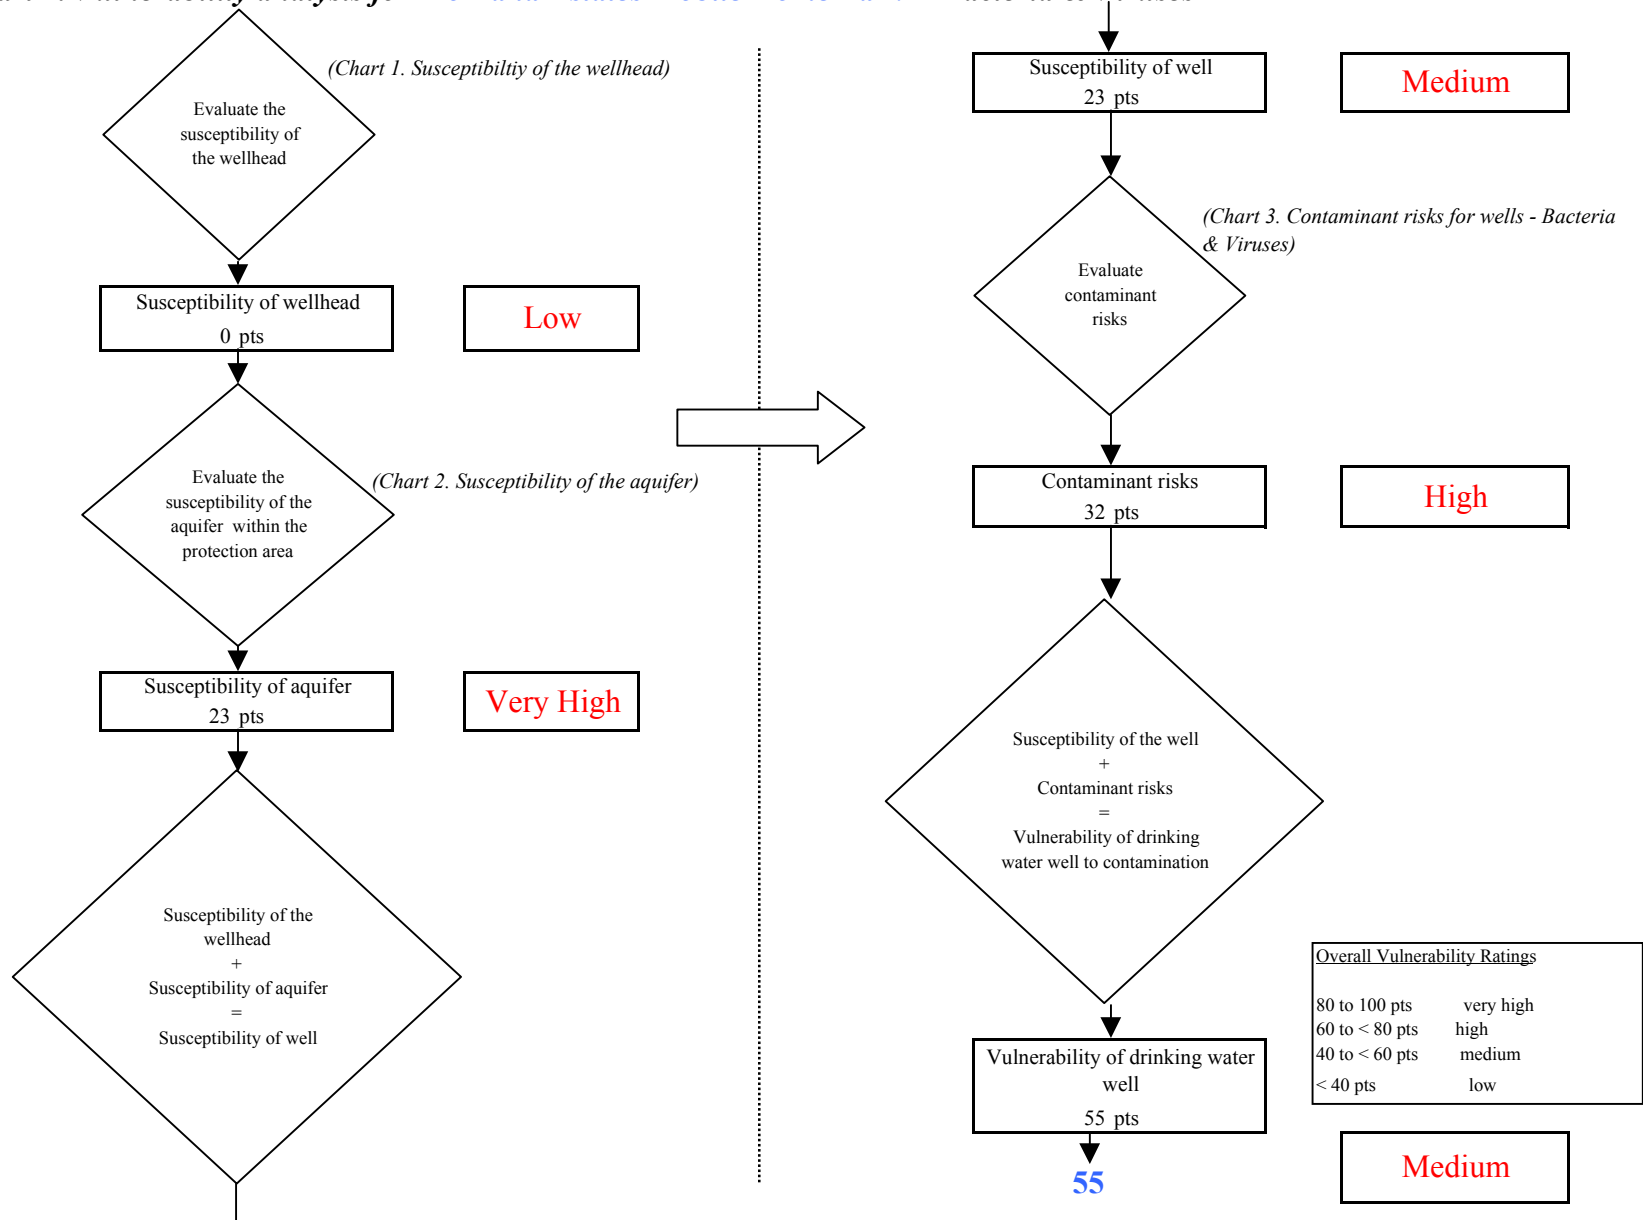 (Chart 1. Susceptibiltiy of the wellhead)
Evaluate the
susceptibility of
the wellhead
Susceptibility of wellhead
0 pts
Low
Evaluate the
susceptibility of the
aquifer within the
protection area
(Chart 2. Susceptibility of the aquifer)
Susceptibility of aquifer
23 pts
Very High
Susceptibility of the
wellhead
+
Susceptibility of aquifer
=
Susceptibility of well
Susceptibility of well
23 pts
Medium
(Chart 3. Contaminant risks for wells - Bacteria
& Viruses)
Evaluate
contaminant
risks
Contaminant risks
32 pts
High
Susceptibility of the well
+
Contaminant risks
=
Vulnerability of drinking
water well to contamination
Overall Vulnerability Ratings
80 to 100 pts very high
60 to < 80 pts high
40 to < 60 pts medium
< 40 pts low
Vulnerability of drinking water
well
55 pts
55
Medium